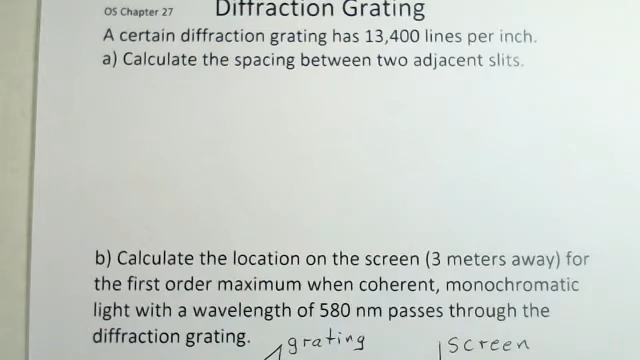 OS Chapter 27 Diffraction Grating
A certain diffraction grating has 13,400 lines per inch.
a) Calculate the spacing between two adjacent slits.
b) Calculate the location on the screen (3 meters away) for
the first order maximum when coherent, monochromatic
light with a wavelength of 580 nm passes through the
diffraction grating.
grating screen